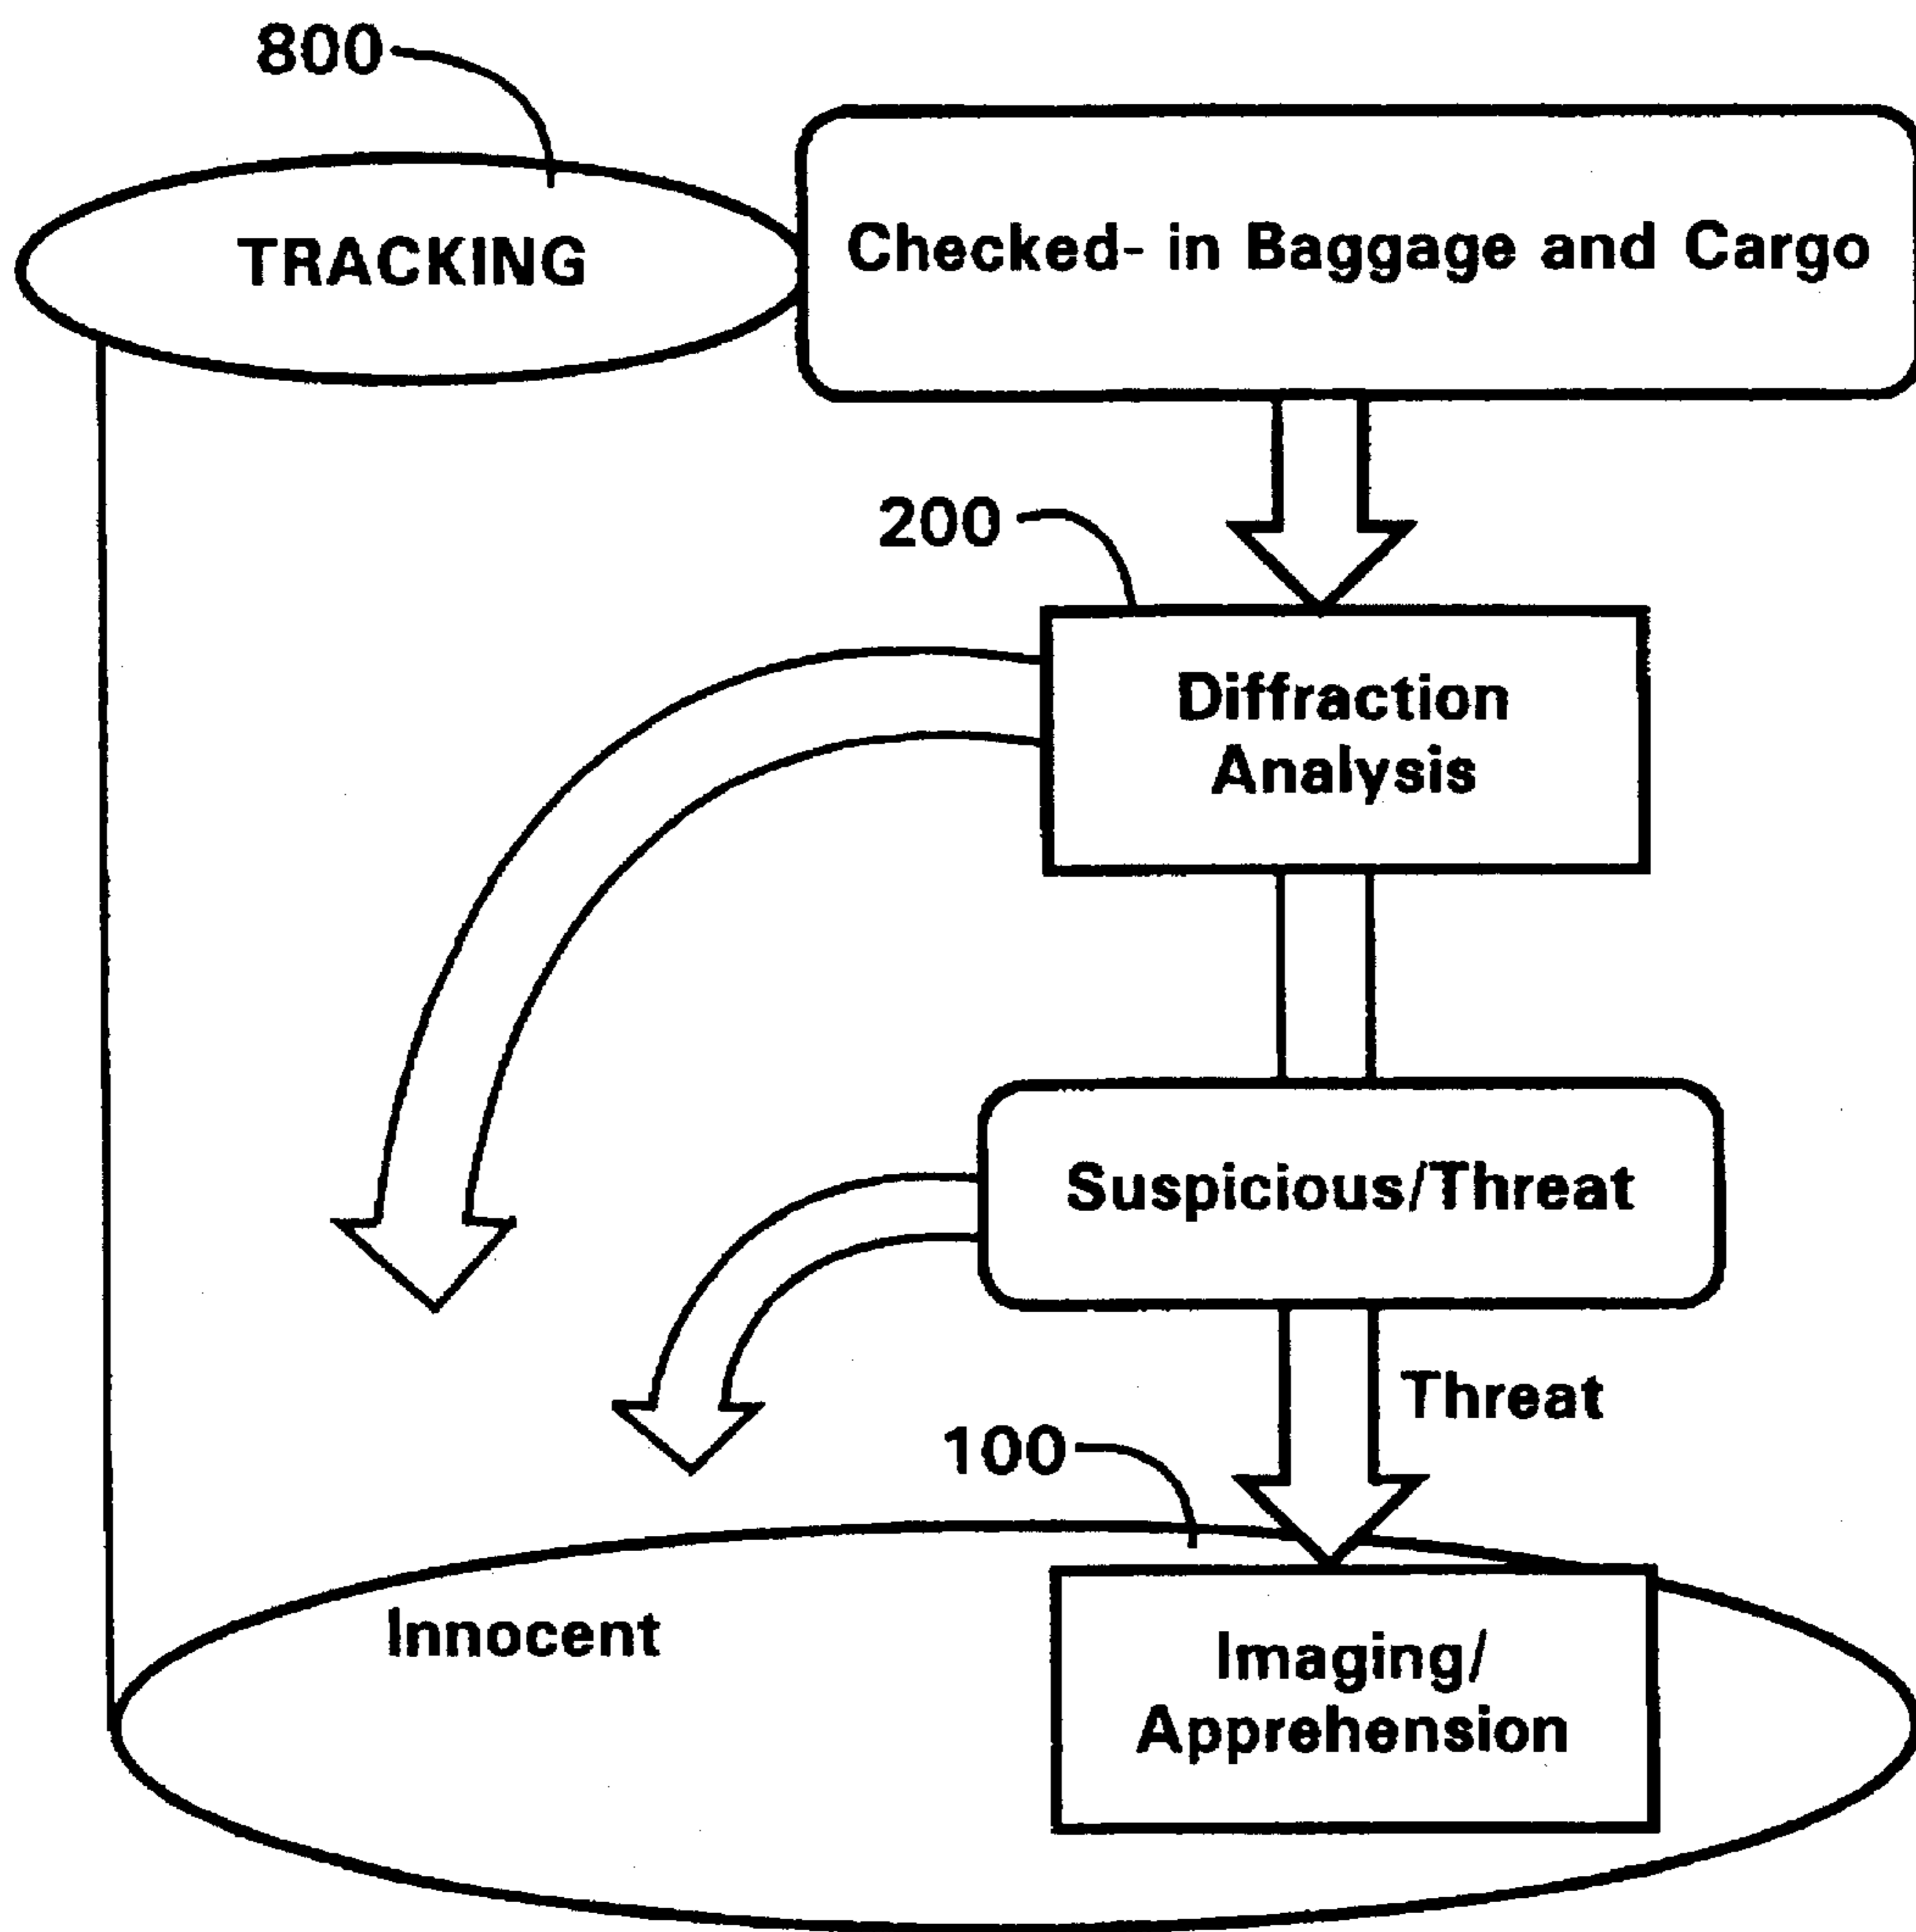 800
TRACKING
Checked- in Baggage and Cargo
200
Diffraction
Analysis
Suspicious/Threat
Threat
100
Innocent
Imaging/
Apprehension